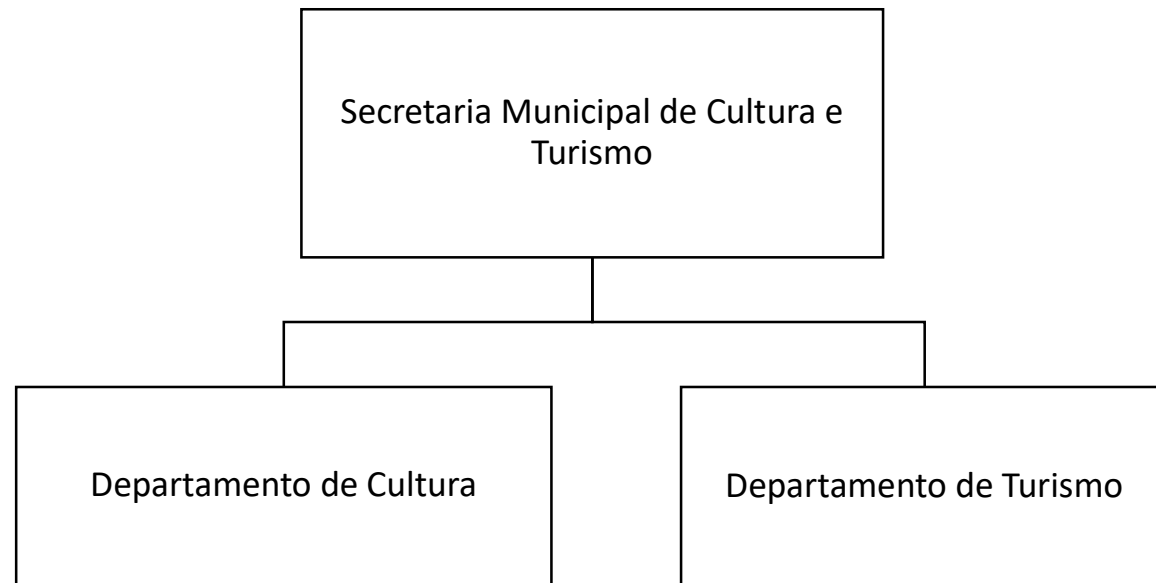 Secretaria Municipal de Cultura e
Turismo
Departamento de Cultura
Departamento de Turismo